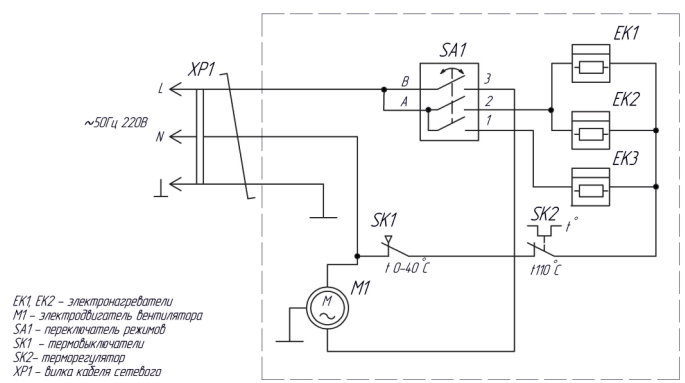 EK1
SA1
XP1
L
B
3
~50Гц 220В
A
2
EK2
N
1
EK3
SK1
SK2
t°
t 0-40°C
t110°C
M
M1
EK1, EK2 - электронагреватели
M1 - электродвигатель вентилятора
SA1 - переключатель режимов
SK1 - термовыключатели
SK2- терморегулятор
XP1 - вилка кабеля сетевого